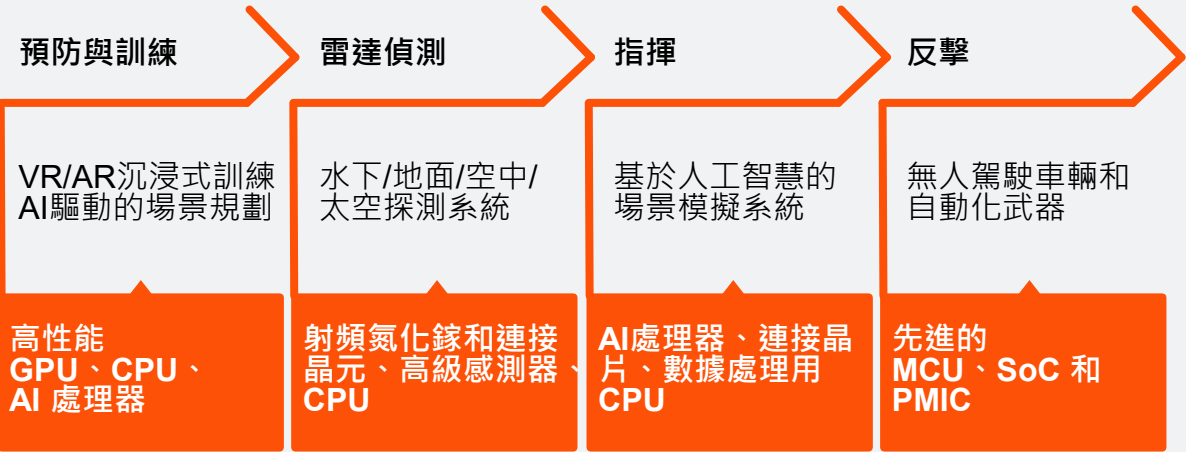 預防與訓練
雷達偵測
指揮
反擊
VR/AR沉浸式訓練
AI驅動的場景規劃
水下/地面/空中/
太空探測系統
基於人工智慧的
場景模擬系統
無人駕駛車輛和
自動化武器
高性能
GPU、CPU、
AI 處理器
射頻氮化鎵和連接
晶元、高級感測器、
CPU
AI處理器、連接晶
片、數據處理用
CPU
先進的
MCU、SoC 和
PMIC